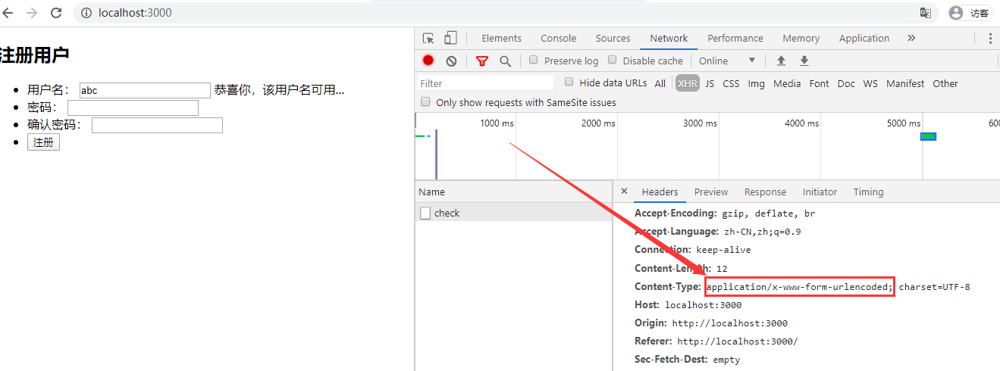 localhost:3000
访客
注册用户
用户名： abc 恭喜你，该用户名可用...
密码：
确认密码：
注册
Elements Console Sources Network Performance Memory Application »
Preserve log Disable cache Online ▼
Filter Hide data URLs All XHR JS CSS Img Media Font Doc WS Manifest Other
Only show requests with SameSite issues
1000 ms 2000 ms 3000 ms 4000 ms 5000 ms 600
Name
check
× Headers Preview Response Initiator Timing
Accept-Encoding: gzip, deflate, br
Accept-Language: zh-CN,zh;q=0.9
Connection: keep-alive
Content-Length: 12
Content-Type: application/x-www-form-urlencoded; charset=UTF-8
Host: localhost:3000
Origin: http://localhost:3000
Referer: http://localhost:3000/
Sec-Fetch-Dest: empty